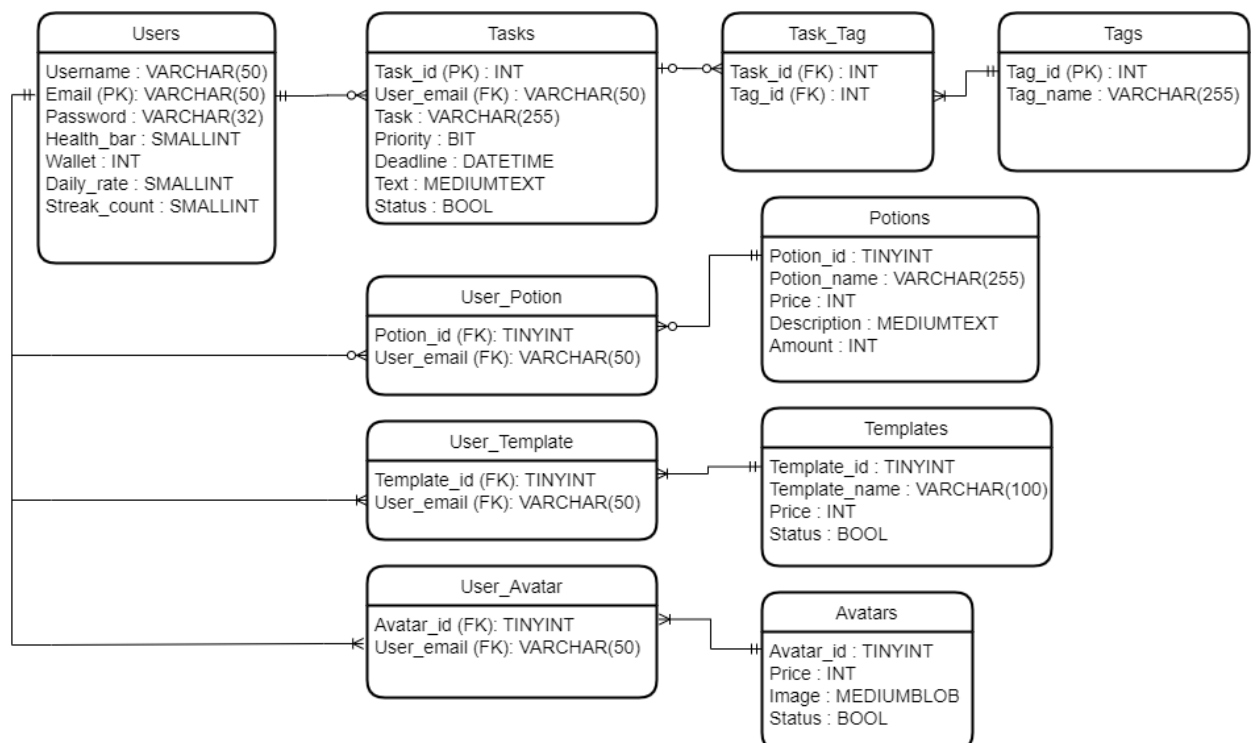 Users
Username : VARCHAR(50)
Email (PK): VARCHAR(50)
Password : VARCHAR(32)
Health_bar : SMALLINT
Wallet : INT
Daily_rate : SMALLINT
Streak_count : SMALLINT
Tasks
Task_id (PK) : INT
User_email (FK) : VARCHAR(50)
Task : VARCHAR(255)
Priority : BIT
Deadline : DATETIME
Text : MEDIUMTEXT
Status : BOOL
Task_Tag
Task_id (FK) : INT
Tag_id (FK) : INT
Tags
Tag_id (PK) : INT
Tag_name : VARCHAR(255)
User_Potion
Potion_id (FK): TINYINT
User_email (FK): VARCHAR(50)
Potions
Potion_id : TINYINT
Potion_name : VARCHAR(255)
Price : INT
Description : MEDIUMTEXT
Amount : INT
User_Template
Template_id (FK): TINYINT
User_email (FK): VARCHAR(50)
Templates
Template_id : TINYINT
Template_name : VARCHAR(100)
Price : INT
Status : BOOL
User_Avatar
Avatar_id (FK): TINYINT
User_email (FK): VARCHAR(50)
Avatars
Avatar_id : TINYINT
Price : INT
Image : MEDIUMBLOB
Status : BOOL